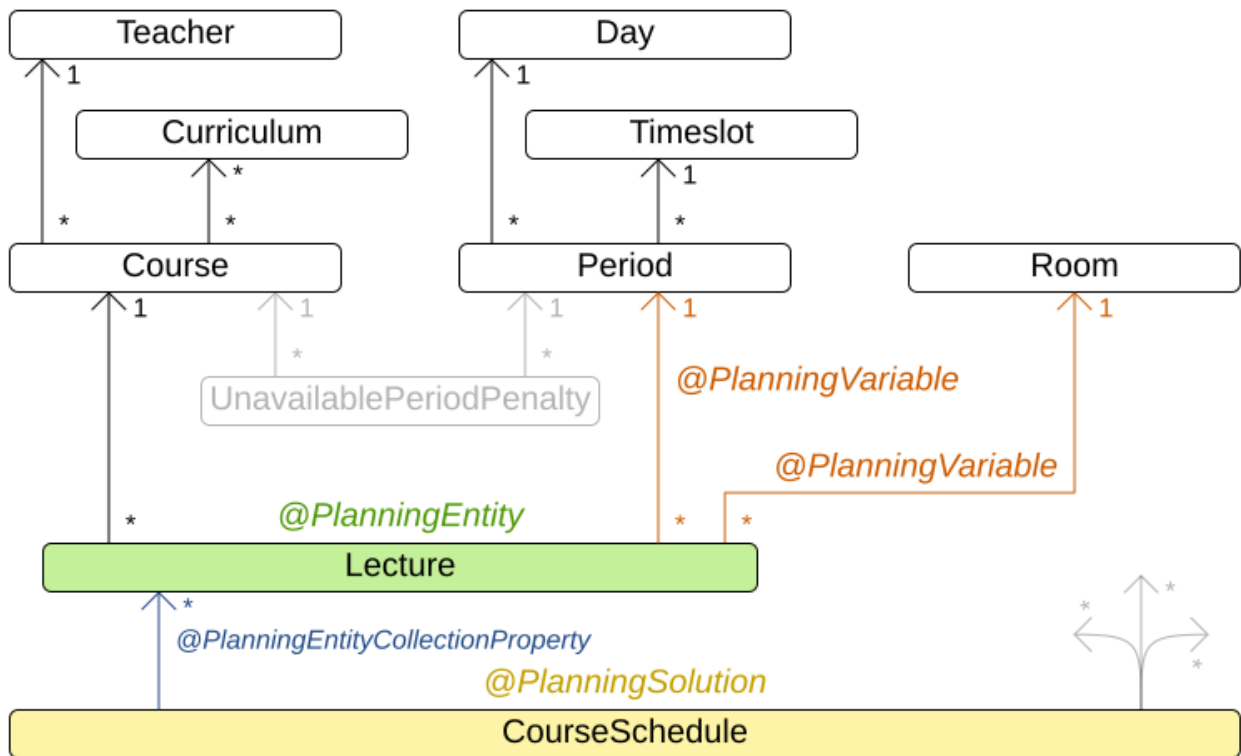 Teacher
Day
1
1
Curriculum
Timeslot
*
1
*
*
*
*
Course
Period
Room
1
1
1
1
1
*
*
@PlanningVariable
UnavailablePeriodPenalty
@PlanningVariable
@PlanningEntity
*
*
*
Lecture
*
*
*
@PlanningEntityCollectionProperty
*
@PlanningSolution
CourseSchedule